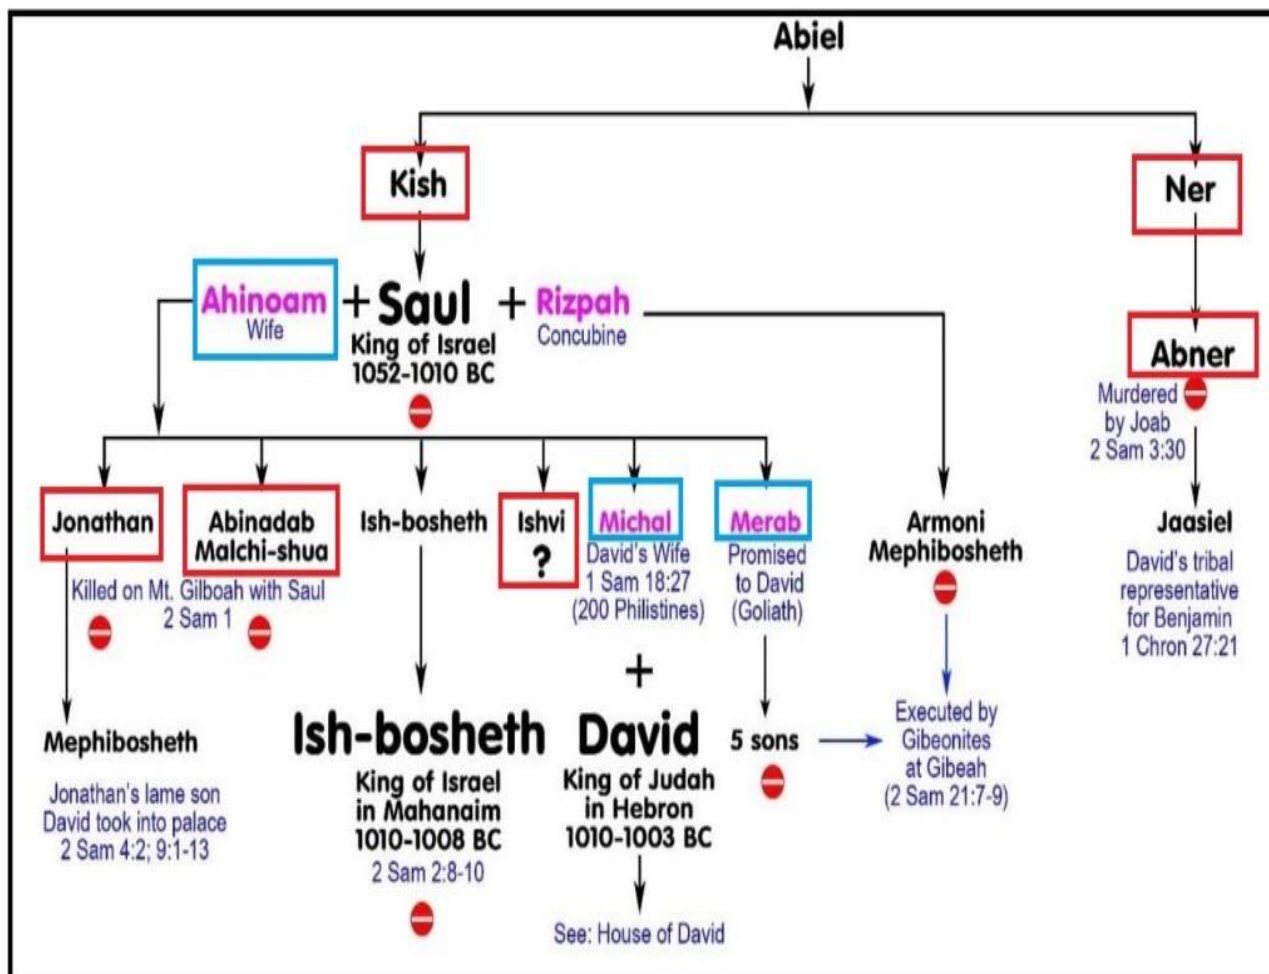 Abiel
Kish
Ner
Ahinoam + Saul + Rizpah
Wife
King of Israel
1052-1010 BC
Concubine
Abner
Murdered
by Joab
2 Sam 3:30
Jonathan
Abinadab
Malchi-shua
Killed on Mt. Gilboah with Saul
2 Sam 1
Ish-bosheth
Ishvi
?
Michal
David's Wife
1 Sam 18:27
(200 Philistines)
Merab
Promised
to David
(Goliath)
Armoni
Mephibosheth
Jaasiel
David's tribal
representative
for Benjamin
1 Chron 27:21
+
Mephibosheth
Jonathan's lame son
David took into palace
2 Sam 4:2; 9:1-13
Ish-bosheth
King of Israel
in Mahanaim
1010-1008 BC
2 Sam 2:8-10
David
King of Judah
in Hebron
1010-1003 BC
See: House of David
5 sons
Executed by
Gibeonites
at Gibeah
(2 Sam 21:7-9)